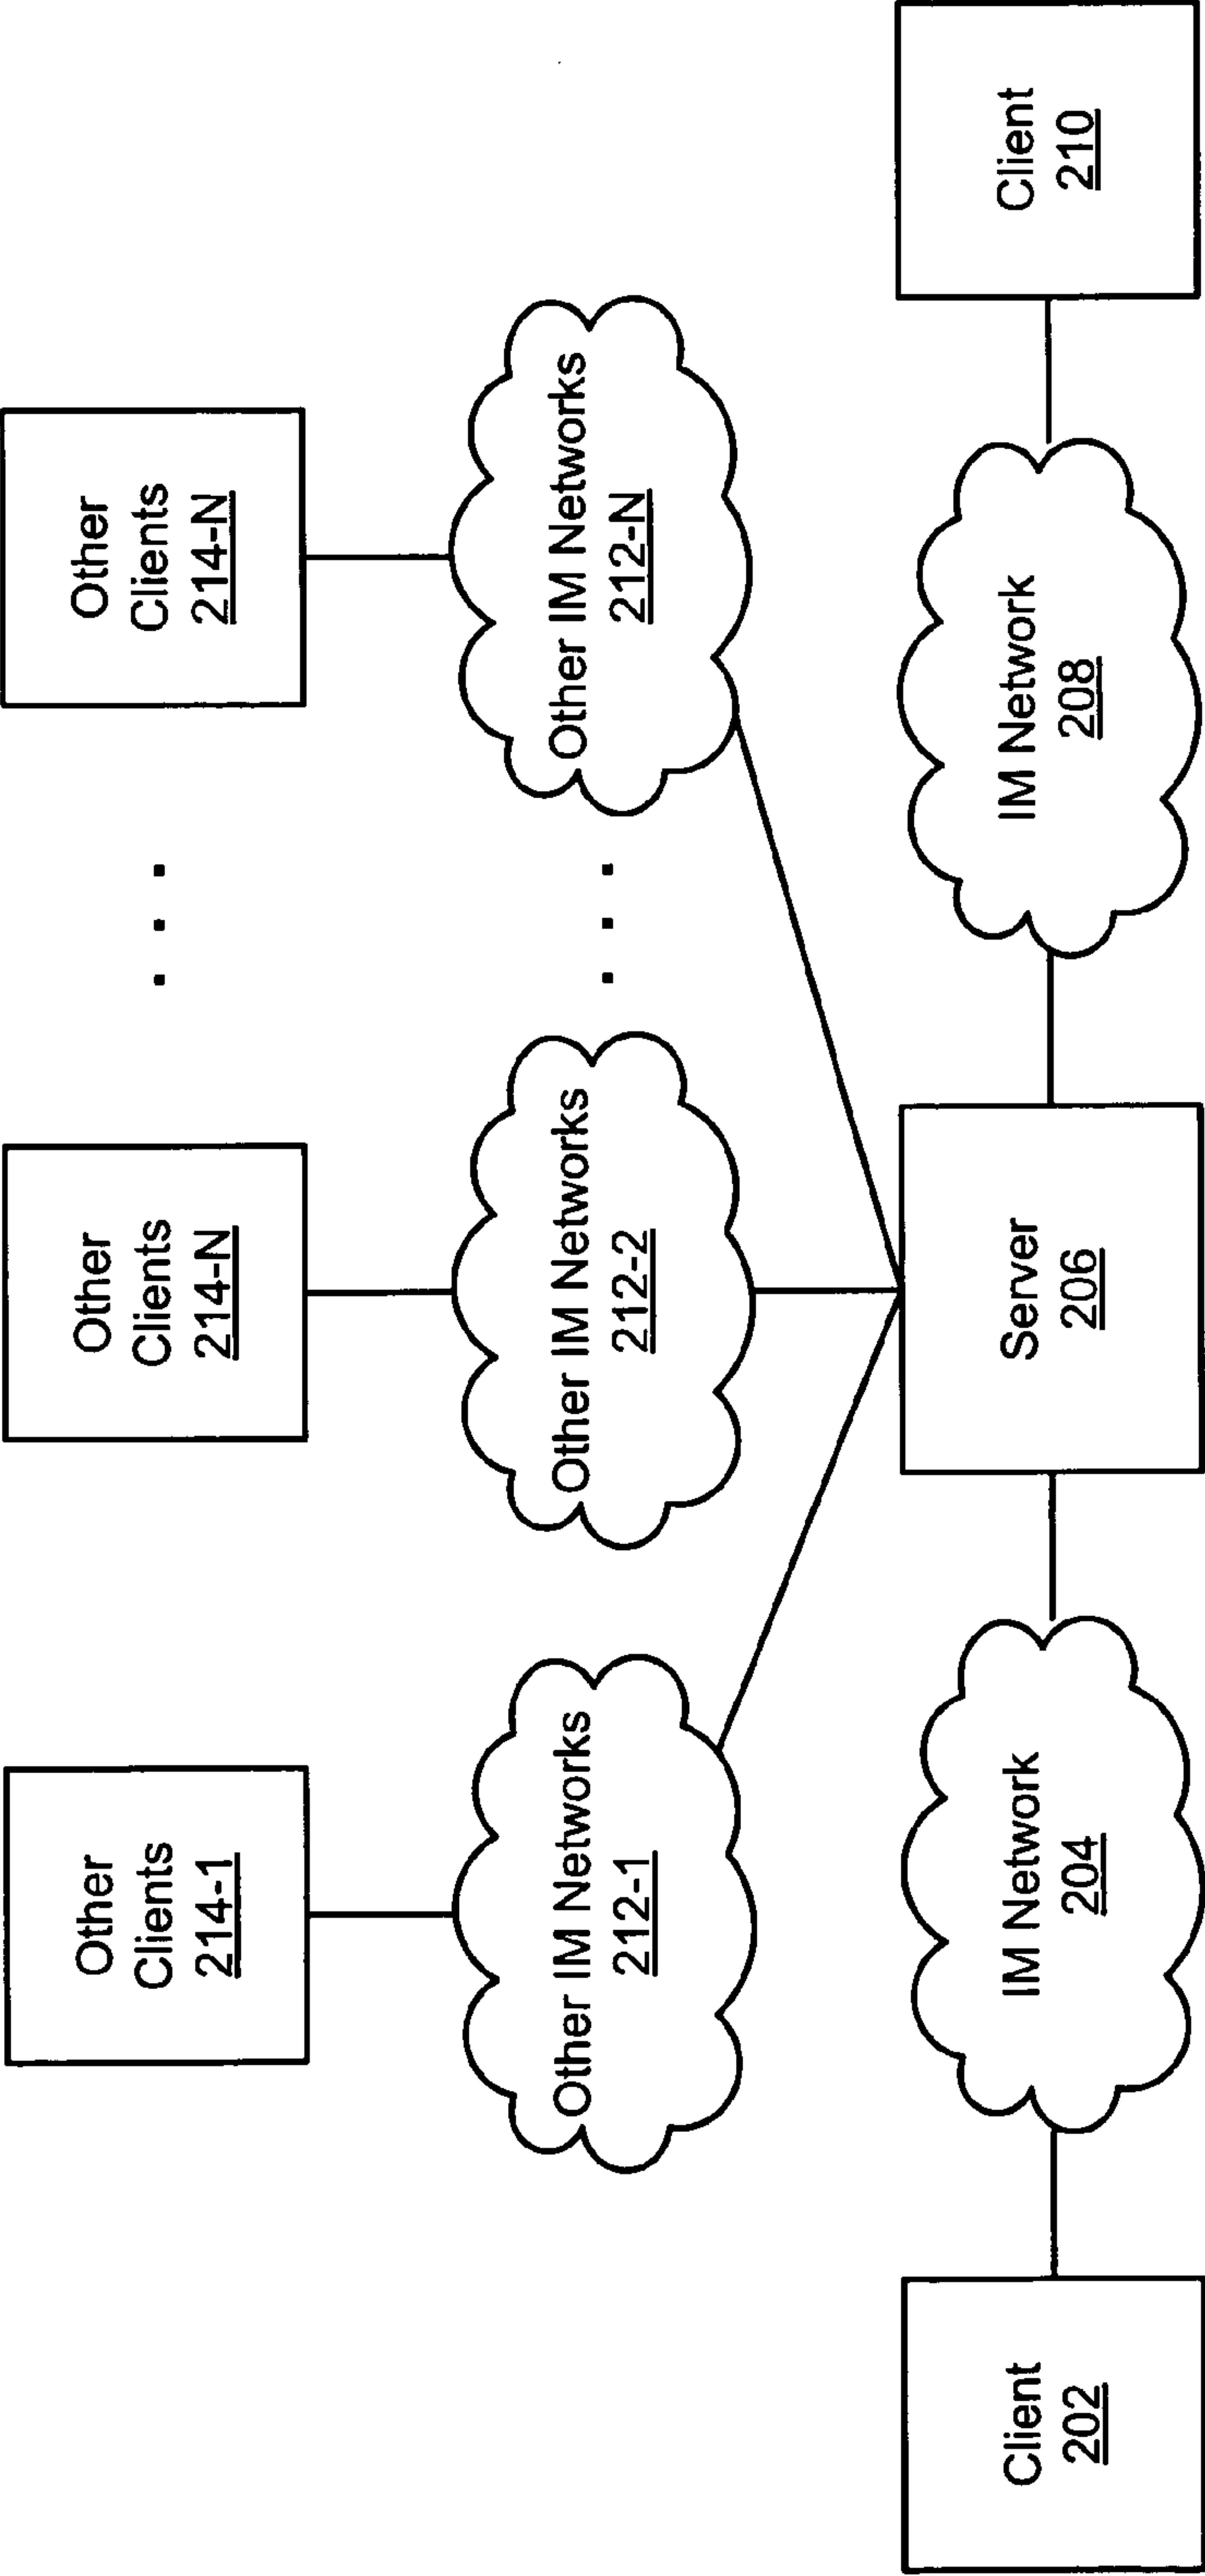 Other
Clients
214-1
Other
Clients
214-N
. . .
Other
Clients
214-N
Other IM Networks
212-1
Other IM Networks
212-2
. . .
Other IM Networks
212-N
Client
202
IM Network
204
Server
206
IM Network
208
Client
210